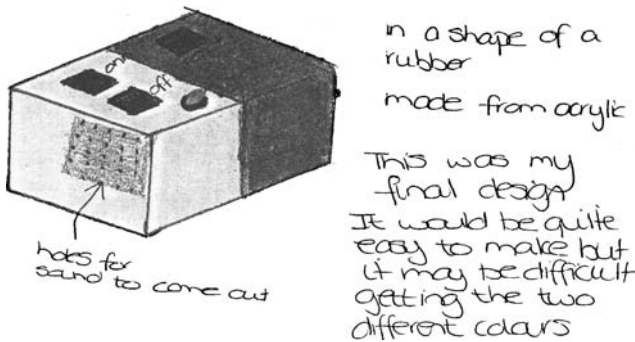 on
off
holes for
sound to come out
in a shape of a
rubber
made from acrylic
This was my
final design
It would be quite
easy to make but
it may be difficult
getting the two
different colours